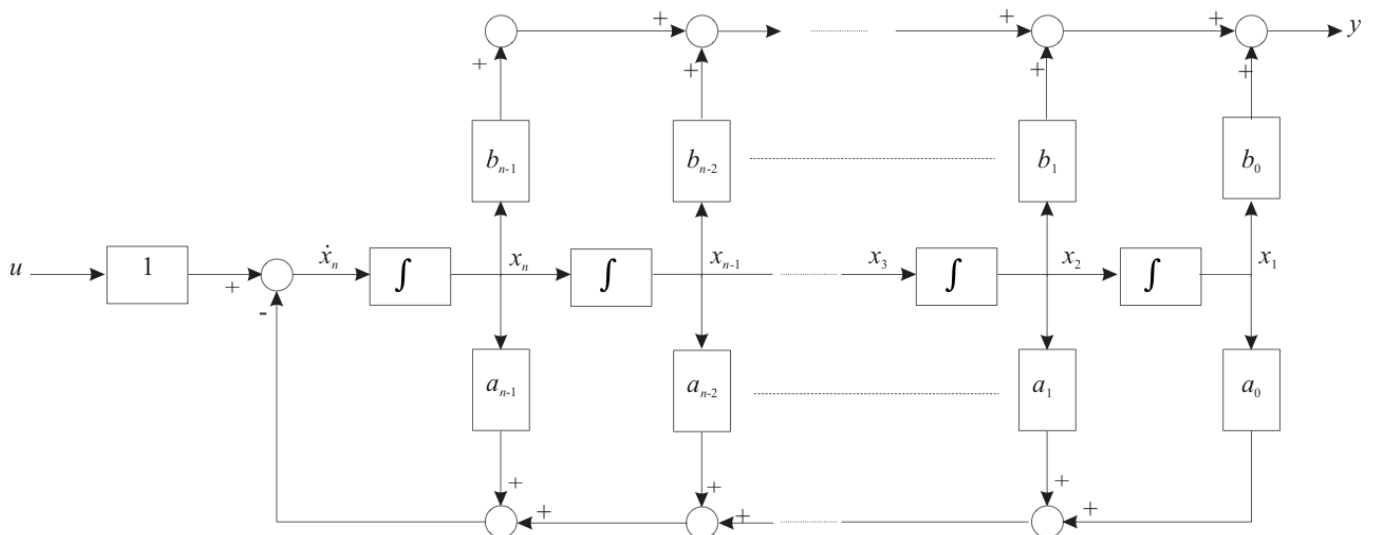 + + + + y
+ + + +
b_{n-1} b_{n-2} b_1 b_0
u 1 ẋ_n ∫ x_n ∫ x_{n-1} x_3 ∫ x_2 ∫ x_1
+
-
a_{n-1} a_{n-2} a_1 a_0
+ + +
+ + +